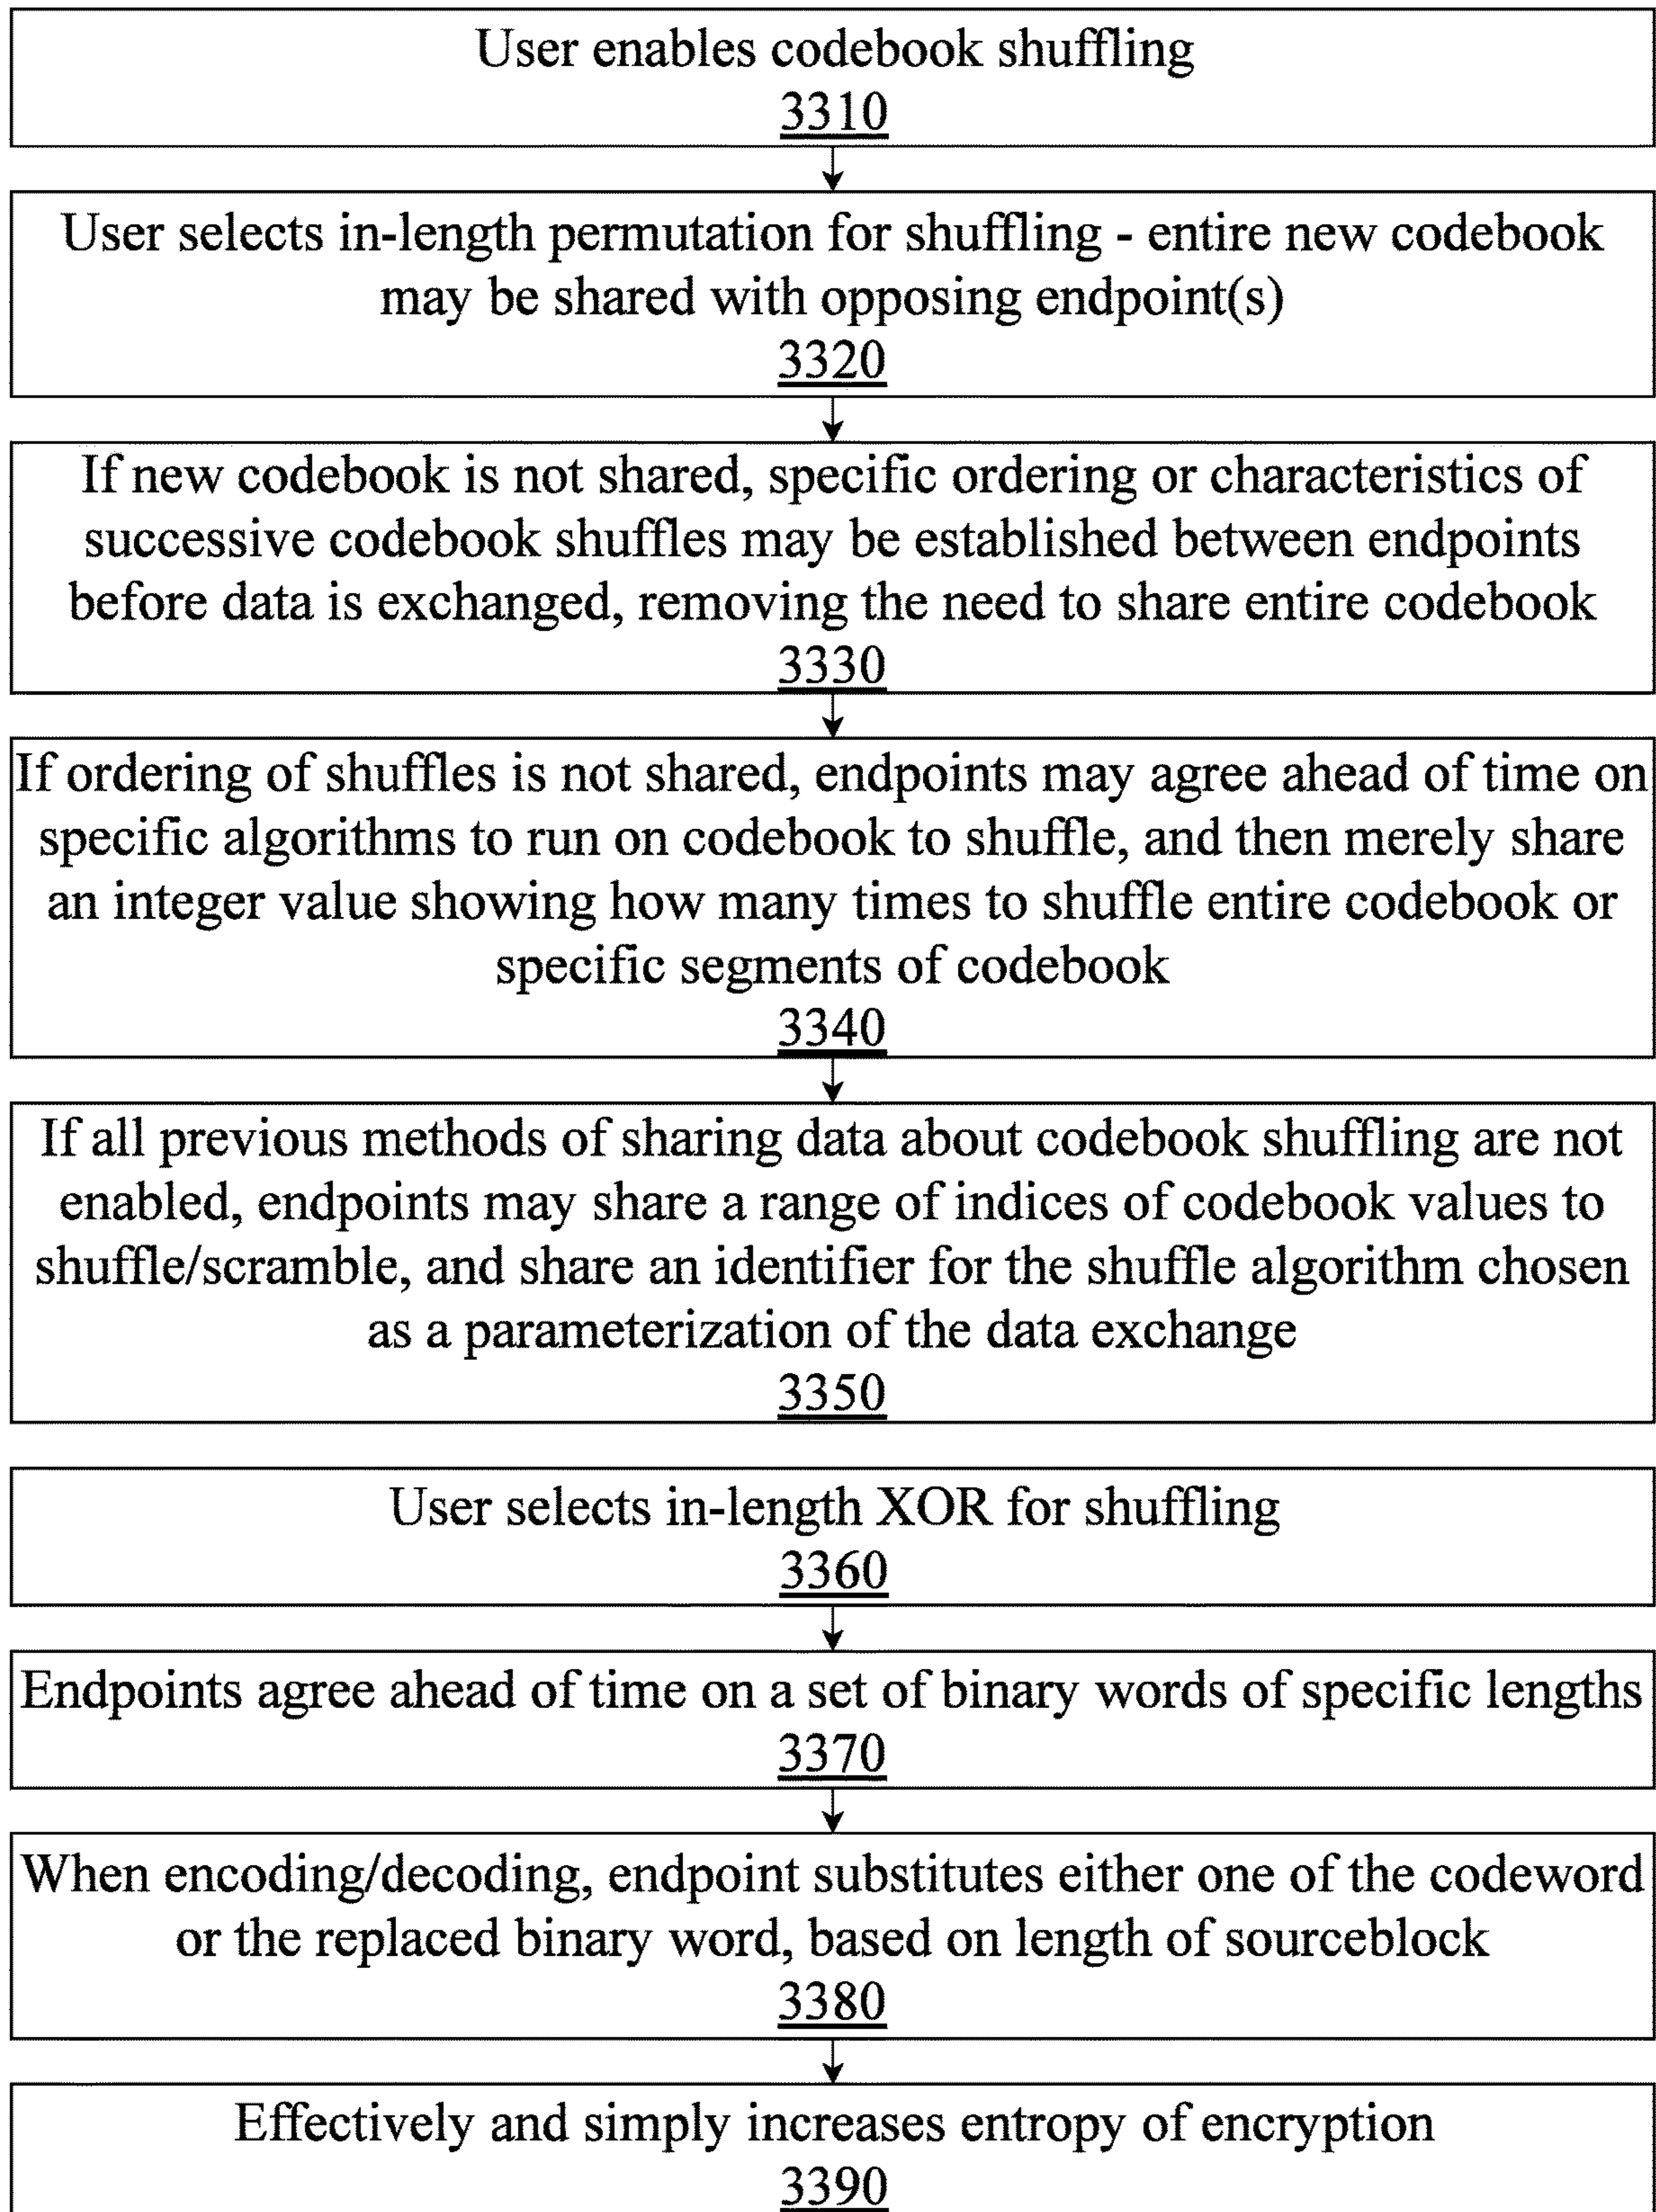 User enables codebook shuffling
3310
User selects in-length permutation for shuffling - entire new codebook
may be shared with opposing endpoint(s)
3320
If new codebook is not shared, specific ordering or characteristics of
successive codebook shuffles may be established between endpoints
before data is exchanged, removing the need to share entire codebook
3330
If ordering of shuffles is not shared, endpoints may agree ahead of time on
specific algorithms to run on codebook to shuffle, and then merely share
an integer value showing how many times to shuffle entire codebook or
specific segments of codebook
3340
If all previous methods of sharing data about codebook shuffling are not
enabled, endpoints may share a range of indices of codebook values to
shuffle/scramble, and share an identifier for the shuffle algorithm chosen
as a parameterization of the data exchange
3350
User selects in-length XOR for shuffling
3360
Endpoints agree ahead of time on a set of binary words of specific lengths
3370
When encoding/decoding, endpoint substitutes either one of the codeword
or the replaced binary word, based on length of sourceblock
3380
Effectively and simply increases entropy of encryption
3390